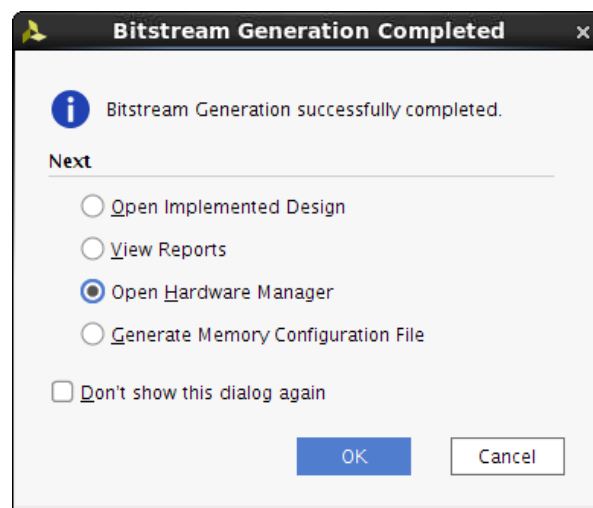 Bitstream Generation Completed
Bitstream Generation successfully completed.
Next
Open Implemented Design
View Reports
Open Hardware Manager
Generate Memory Configuration File
Don't show this dialog again
OK
Cancel